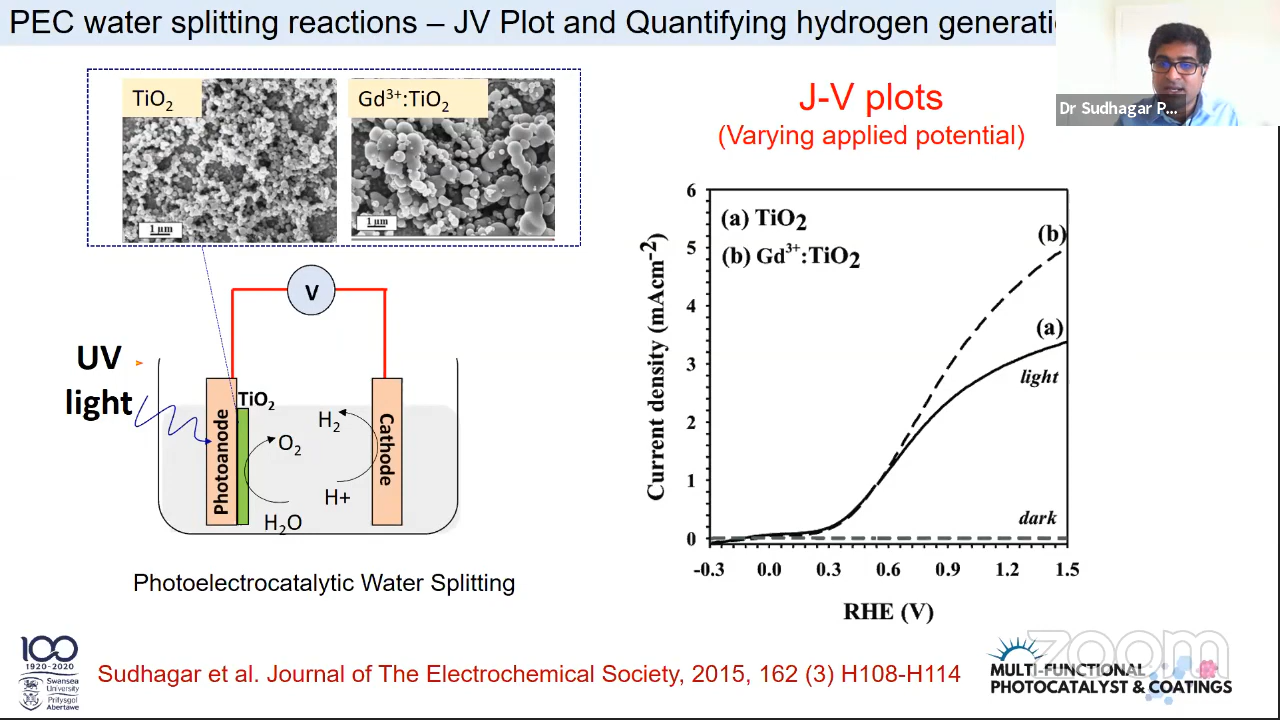 PEC water splitting reactions – JV Plot and Quantifying hydrogen generati
Dr Sudhagar P...
TiO2
Gd3+:TiO2
1 μm
1 μm
J-V plots
(Varying applied potential)
V
UV
light
Photoanode
TiO2
O2
H2O
H2
H+
Cathode
Photoelectrocatalytic Water Splitting
(a) TiO2
(b) Gd3+:TiO2
(b)
(a)
light
dark
Current density (mAcm-2)
6
5
4
3
2
1
0
-0.3 0.0 0.3 0.6 0.9 1.2 1.5
RHE (V)
100
1920-2020
Swansea
University
Prifysgol
Abertawe
Sudhagar et al. Journal of The Electrochemical Society, 2015, 162 (3) H108-H114
zoom
MULTI-FUNCTIONAL
PHOTOCATALYST & COATINGS